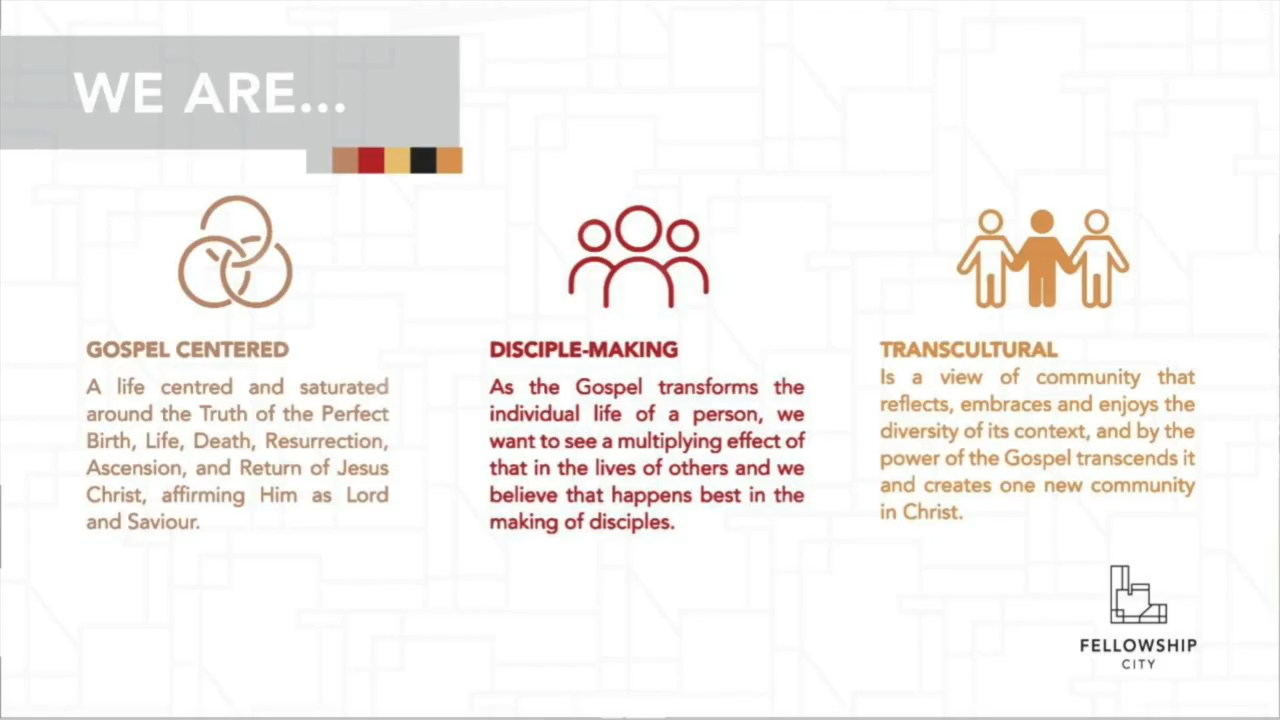 WE ARE...
GOSPEL CENTERED
A life centred and saturated
around the Truth of the Perfect
Birth, Life, Death, Resurrection,
Ascension, and Return of Jesus
Christ, affirming Him as Lord
and Saviour.
DISCIPLE-MAKING
As the Gospel transforms the
individual life of a person, we
want to see a multiplying effect of
that in the lives of others and we
believe that happens best in the
making of disciples.
TRANSCULTURAL
Is a view of community that
reflects, embraces and enjoys the
diversity of its context, and by the
power of the Gospel transcends it
and creates one new community
in Christ.
FELLOWSHIP
CITY